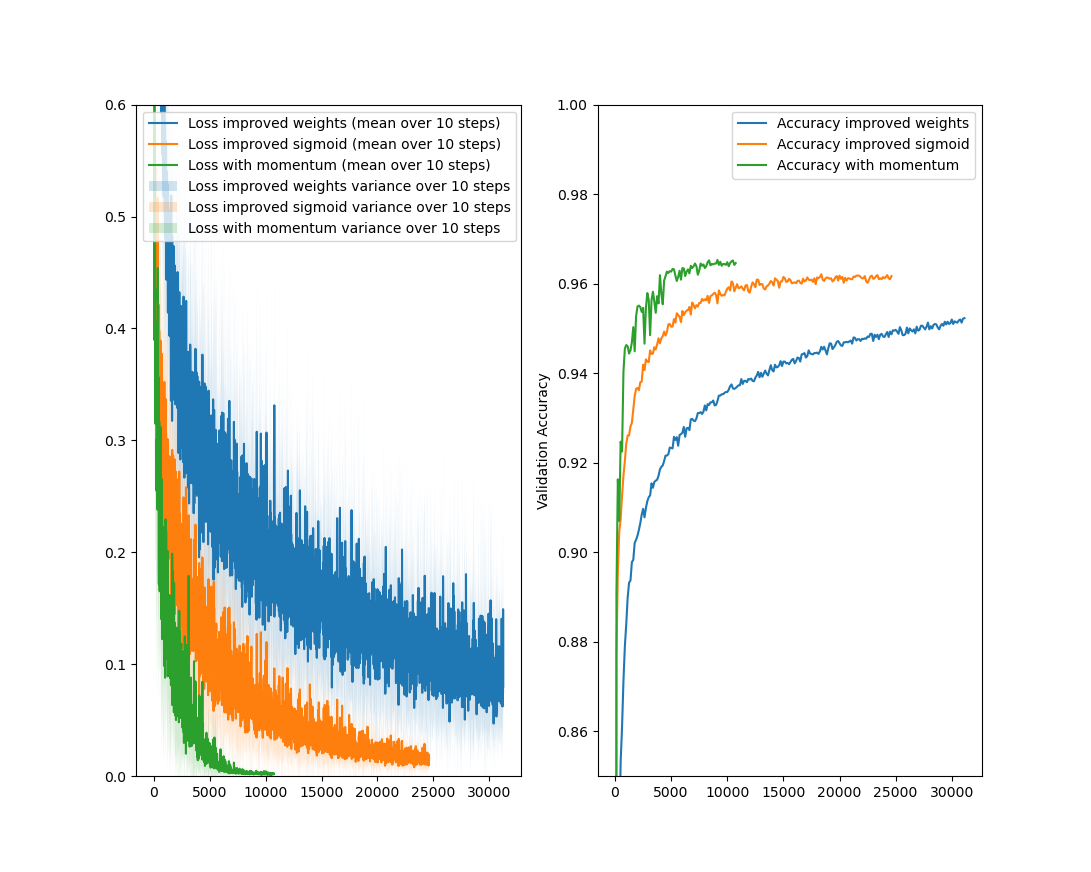 0.6
0.5
0.4
0.3
0.2
0.1
0.0
Loss improved weights (mean over 10 steps)
Loss improved sigmoid (mean over 10 steps)
Loss with momentum (mean over 10 steps)
Loss improved weights variance over 10 steps
Loss improved sigmoid variance over 10 steps
Loss with momentum variance over 10 steps
0 5000 10000 15000 20000 25000 30000
Validation Accuracy
1.00
0.98
0.96
0.94
0.92
0.90
0.88
0.86
Accuracy improved weights
Accuracy improved sigmoid
Accuracy with momentum
0 5000 10000 15000 20000 25000 30000